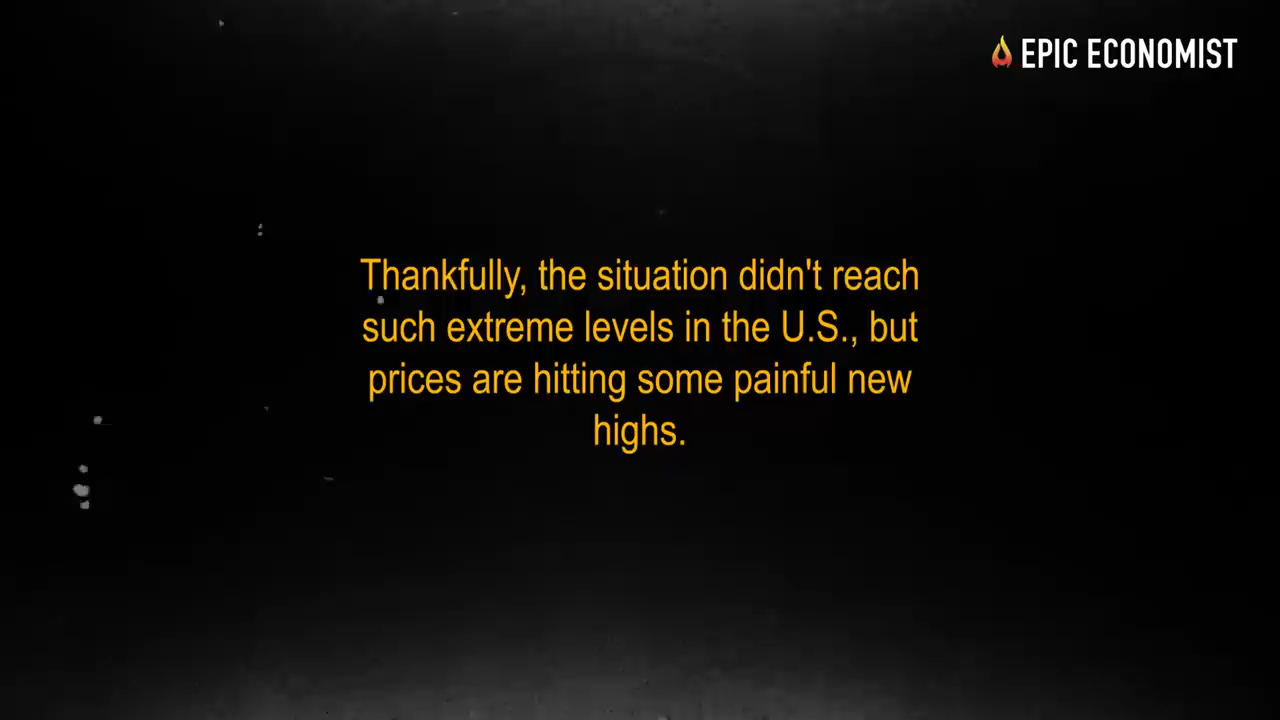 EPIC ECONOMIST
Thankfully, the situation didn't reach
such extreme levels in the U.S., but
prices are hitting some painful new
highs.